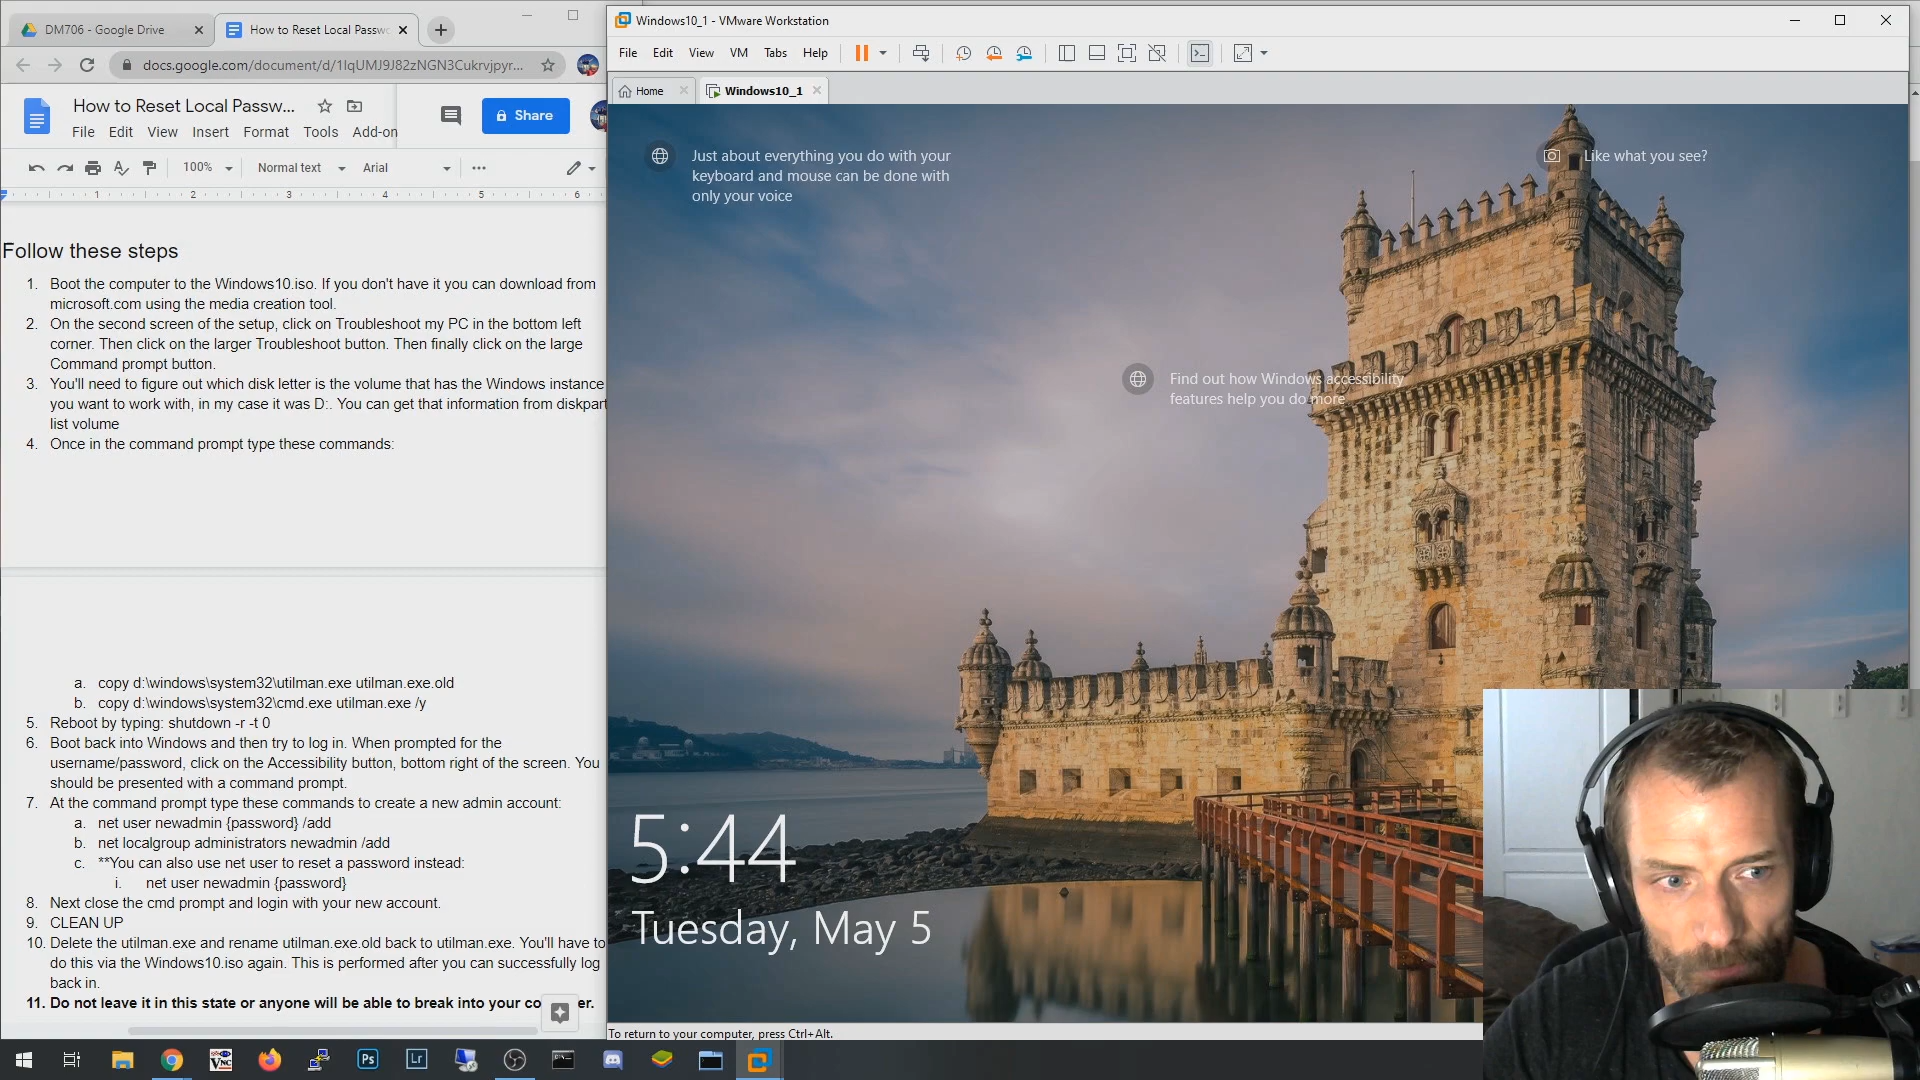 DM706 - Google Drive
How to Reset Local Passw
docs.google.com/document/d/1IqUMJ9J82zNGN3Cukrvjpyr...
How to Reset Local Passw...
Share
File Edit View Insert Format Tools Add-on
100% Normal text Arial
1 2 3 4 5 6
Follow these steps
1. Boot the computer to the Windows10.iso. If you don't have it you can download from
microsoft.com using the media creation tool.
2. On the second screen of the setup, click on Troubleshoot my PC in the bottom left
corner. Then click on the larger Troubleshoot button. Then finally click on the large
Command prompt button.
3. You'll need to figure out which disk letter is the volume that has the Windows instance
you want to work with, in my case it was D:. You can get that information from diskpart
list volume
4. Once in the command prompt type these commands:
a. copy d:\windows\system32\utilman.exe utilman.exe.old
b. copy d:\windows\system32\cmd.exe utilman.exe /y
5. Reboot by typing: shutdown -r -t 0
6. Boot back into Windows and then try to log in. When prompted for the
username/password, click on the Accessibility button, bottom right of the screen. You
should be presented with a command prompt.
7. At the command prompt type these commands to create a new admin account:
a. net user newadmin {password} /add
b. net localgroup administrators newadmin /add
c. **You can also use net user to reset a password instead:
i. net user newadmin {password}
8. Next close the cmd prompt and login with your new account.
9. CLEAN UP
10. Delete the utilman.exe and rename utilman.exe.old back to utilman.exe. You'll have to
do this via the Windows10.iso again. This is performed after you can successfully log
back in.
11. Do not leave it in this state or anyone will be able to break into your co er.
Windows10_1 - VMware Workstation
File Edit View VM Tabs Help
Home
Windows10_1
Just about everything you do with your
keyboard and mouse can be done with
only your voice
Like what you see?
Find out how Windows accessibility
features help you do more
5:44
Tuesday, May 5
To return to your computer, press Ctrl+Alt.
VNC
Ps
Lr